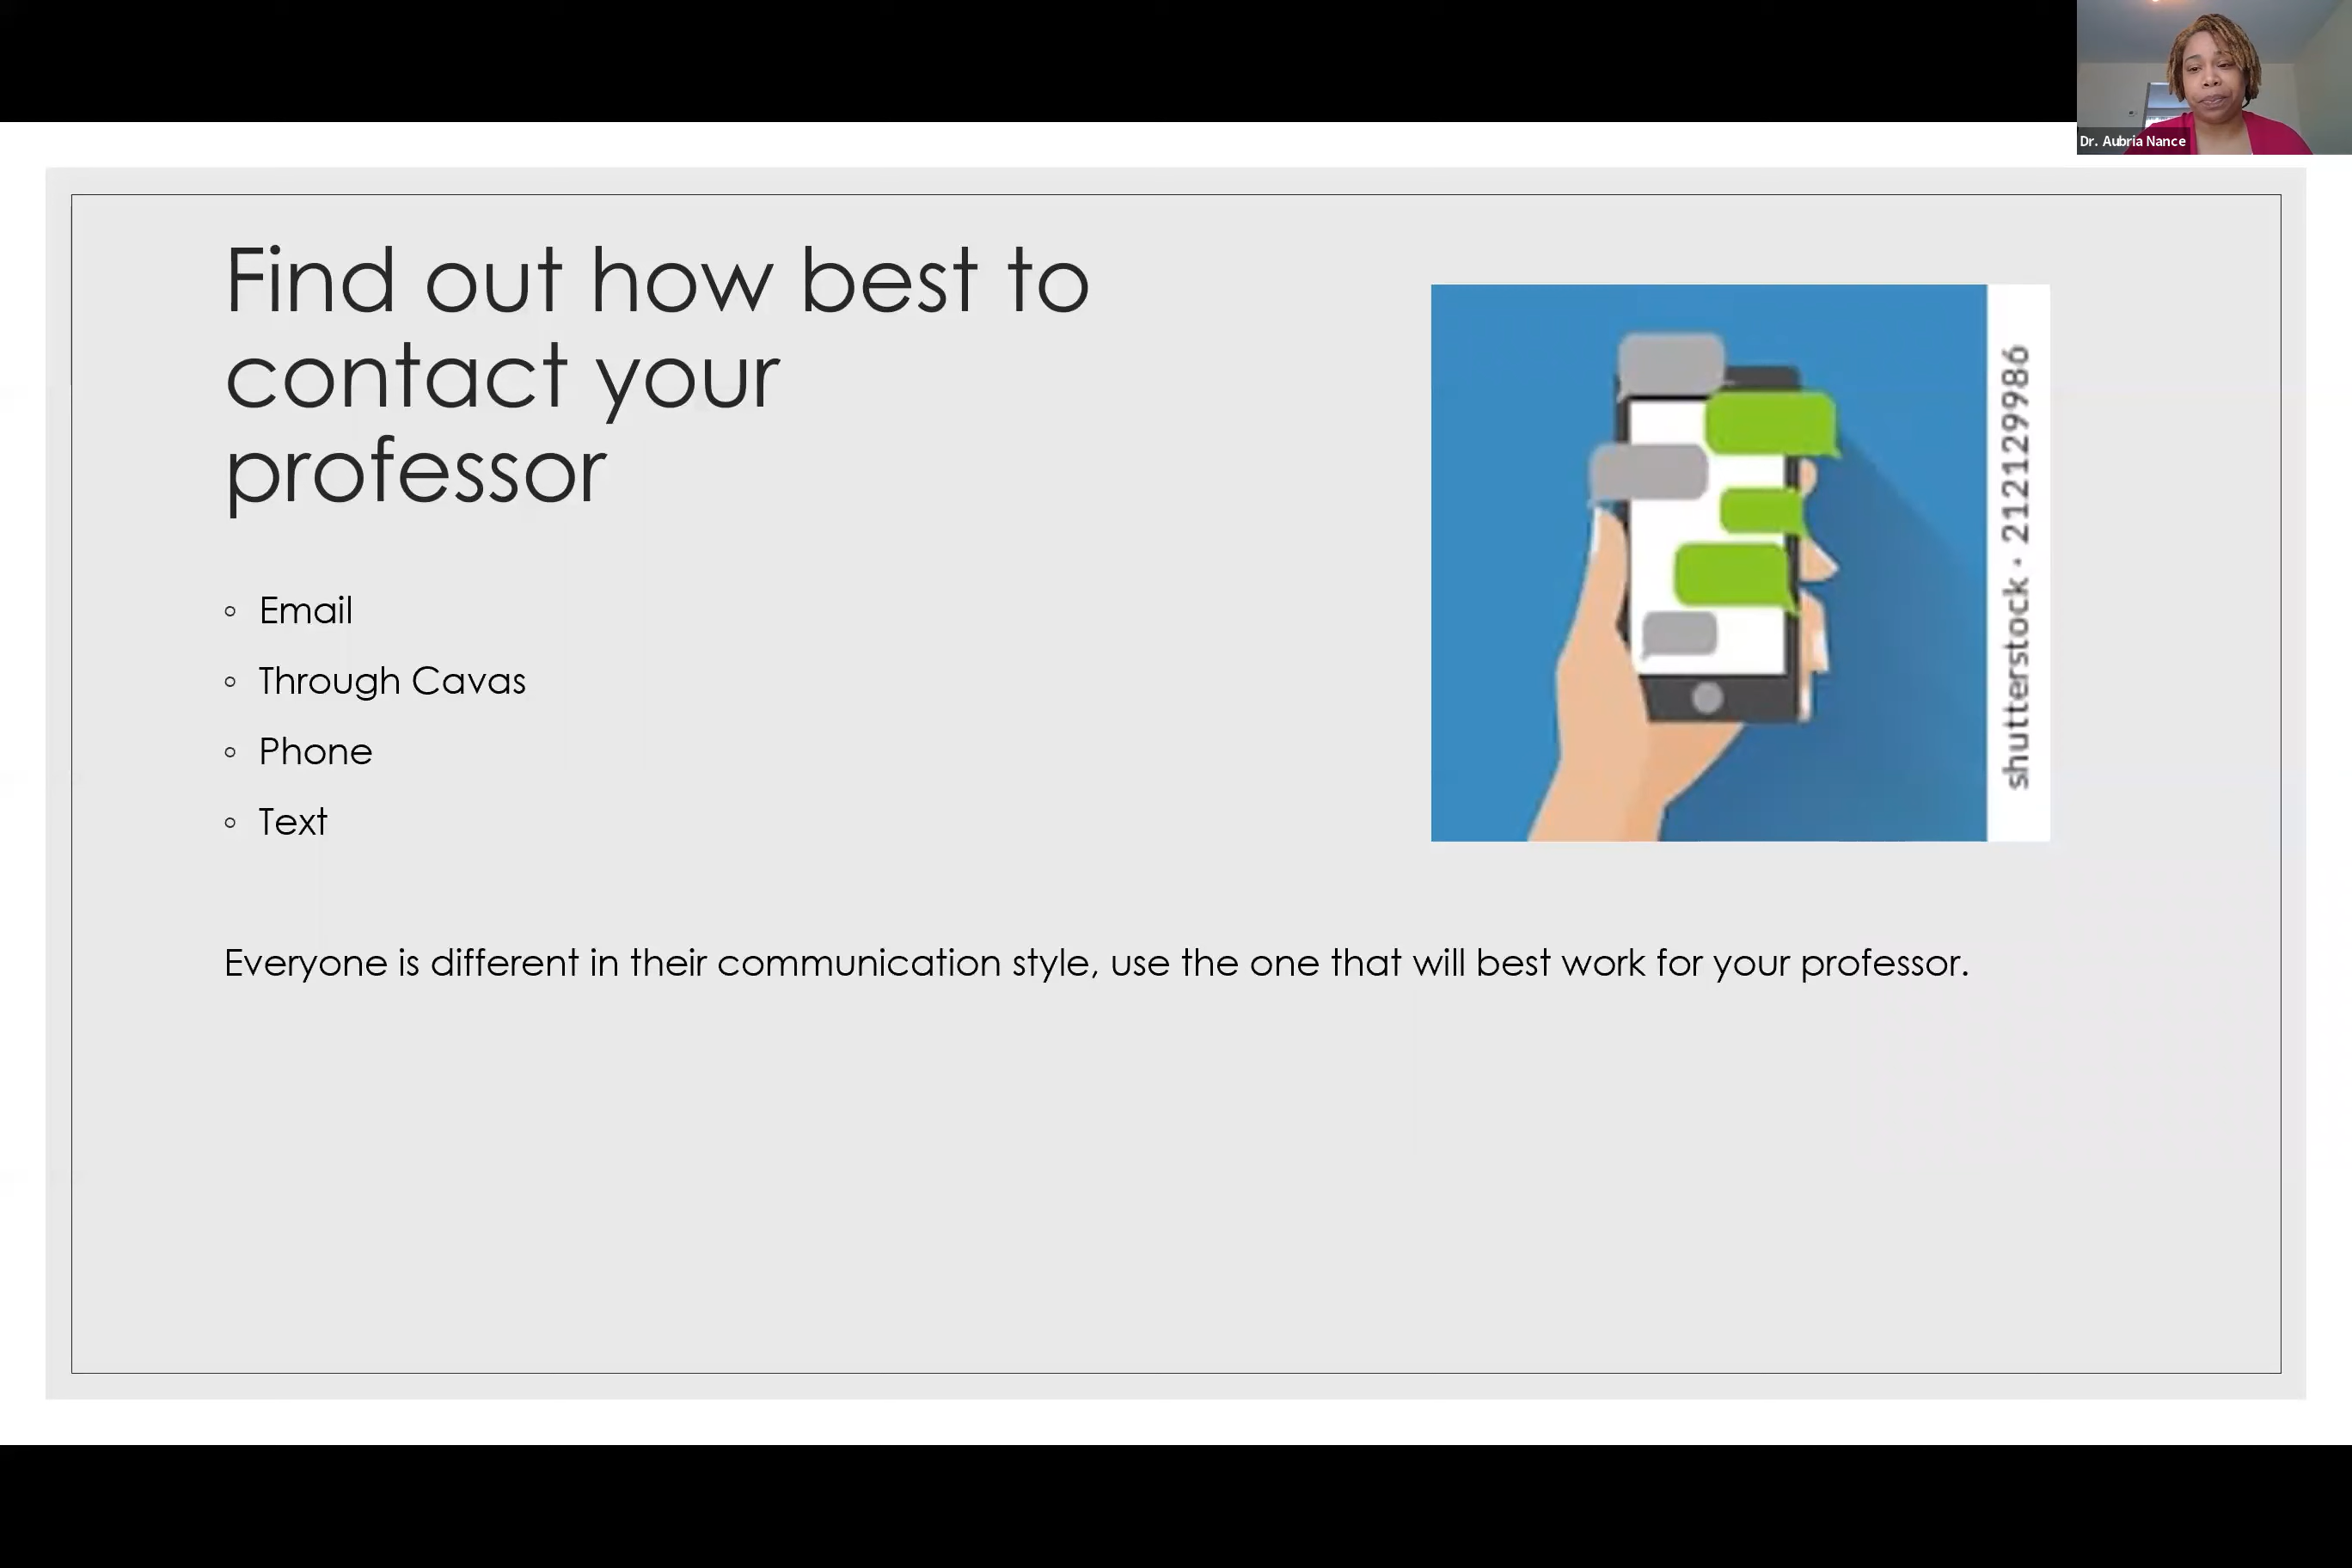 Dr. Aubria Nance
Find out how best to
contact your
professor
◦ Email
◦ Through Cavas
◦ Phone
◦ Text
Everyone is different in their communication style, use the one that will best work for your professor.
shutterstock · 2121299986